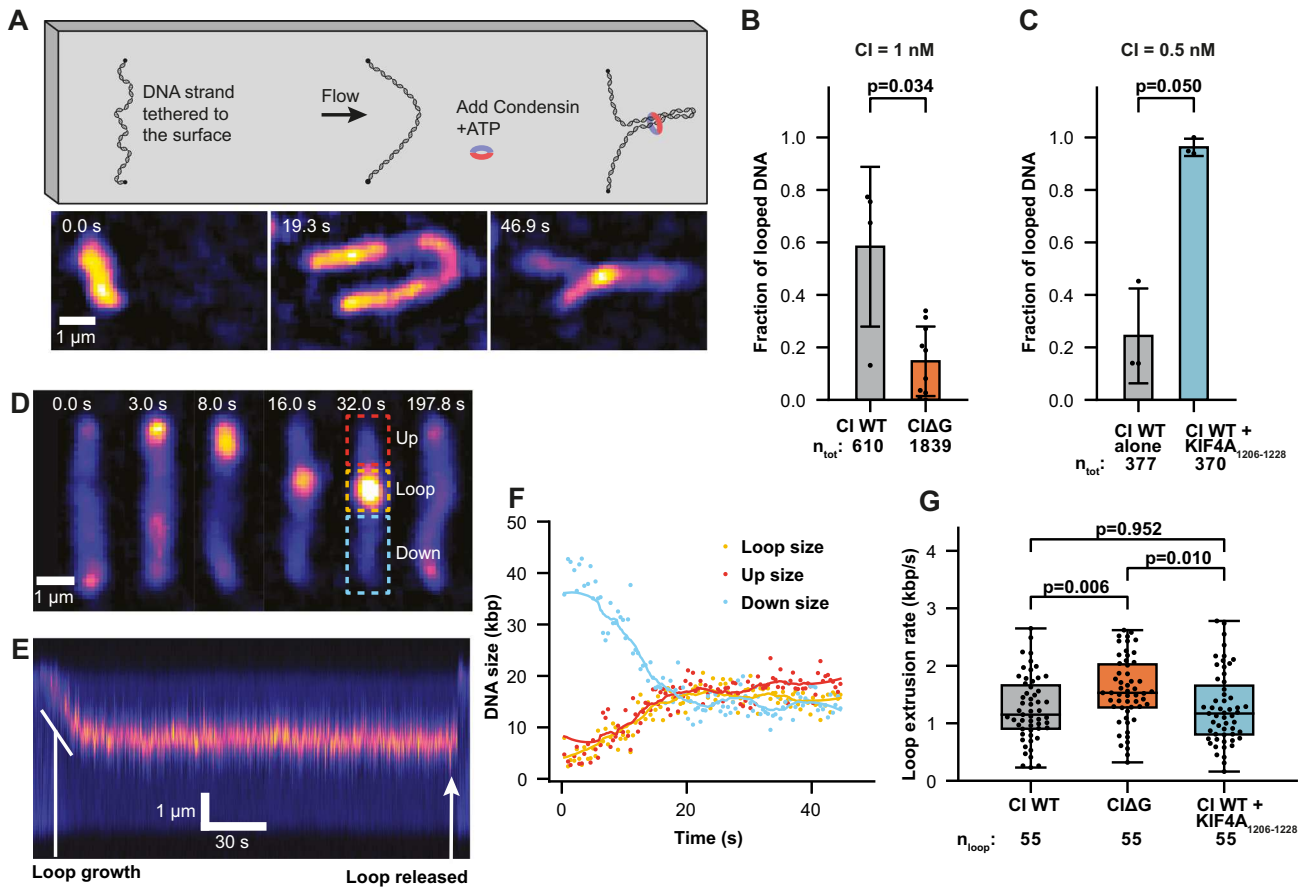 A
DNA strand
tethered to
the surface
Flow
Add Condensin
+ATP
0.0 s
19.3 s
46.9 s
1 µm
B
CI = 1 nM
p=0.034
Fraction of looped DNA
1.0
0.8
0.6
0.4
0.2
0.0
CI WT
CIΔG
n_tot: 610 1839
C
CI = 0.5 nM
p=0.050
Fraction of looped DNA
1.0
0.8
0.6
0.4
0.2
0.0
CI WT
alone
CI WT +
KIF4A1206-1228
n_tot: 377 370
D
0.0 s
3.0 s
8.0 s
16.0 s
32.0 s
197.8 s
Up
Loop
Down
1 µm
E
1 µm
30 s
Loop growth
Loop released
F
DNA size (kbp)
50
40
30
20
10
0
Loop size
Up size
Down size
0
20
40
Time (s)
G
Loop extrusion rate (kbp/s)
4
3
2
1
0
p=0.952
p=0.010
p=0.006
CI WT
CIΔG
CI WT +
KIF4A1206-1228
n_loop: 55 55 55